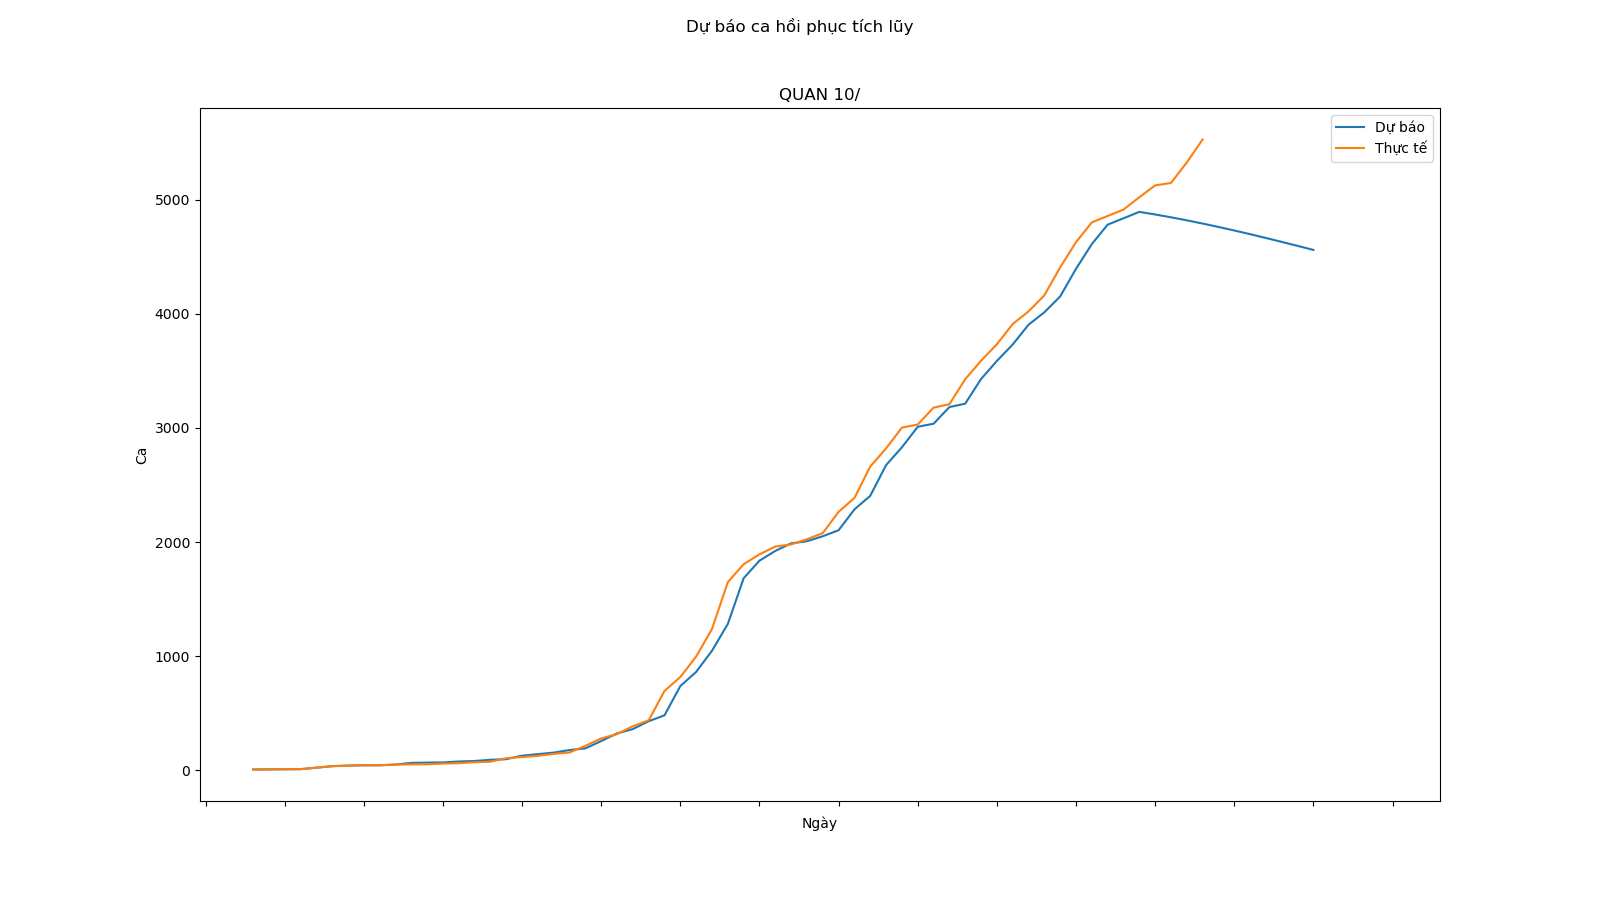 Dự báo ca hồi phục tích lũy
QUAN 10/
Dự báo
Thực tế
5000
4000
3000
2000
1000
0
Ca
Ngày